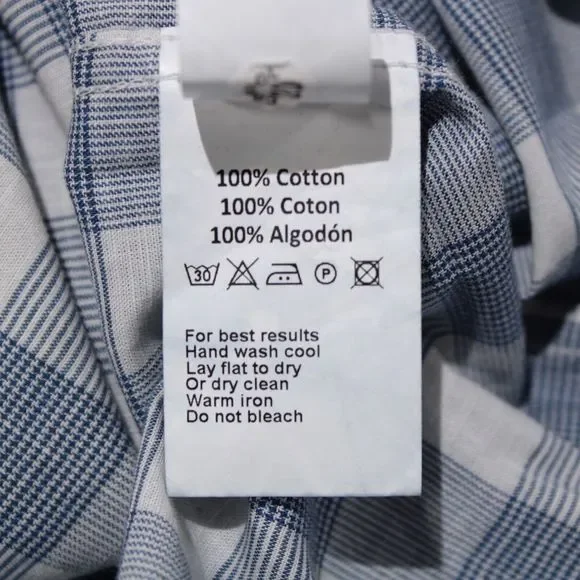 100% Cotton
100% Coton
100% Algodón
30 P
For best results
Hand wash cool
Lay flat to dry
Or dry clean
Warm iron
Do not bleach